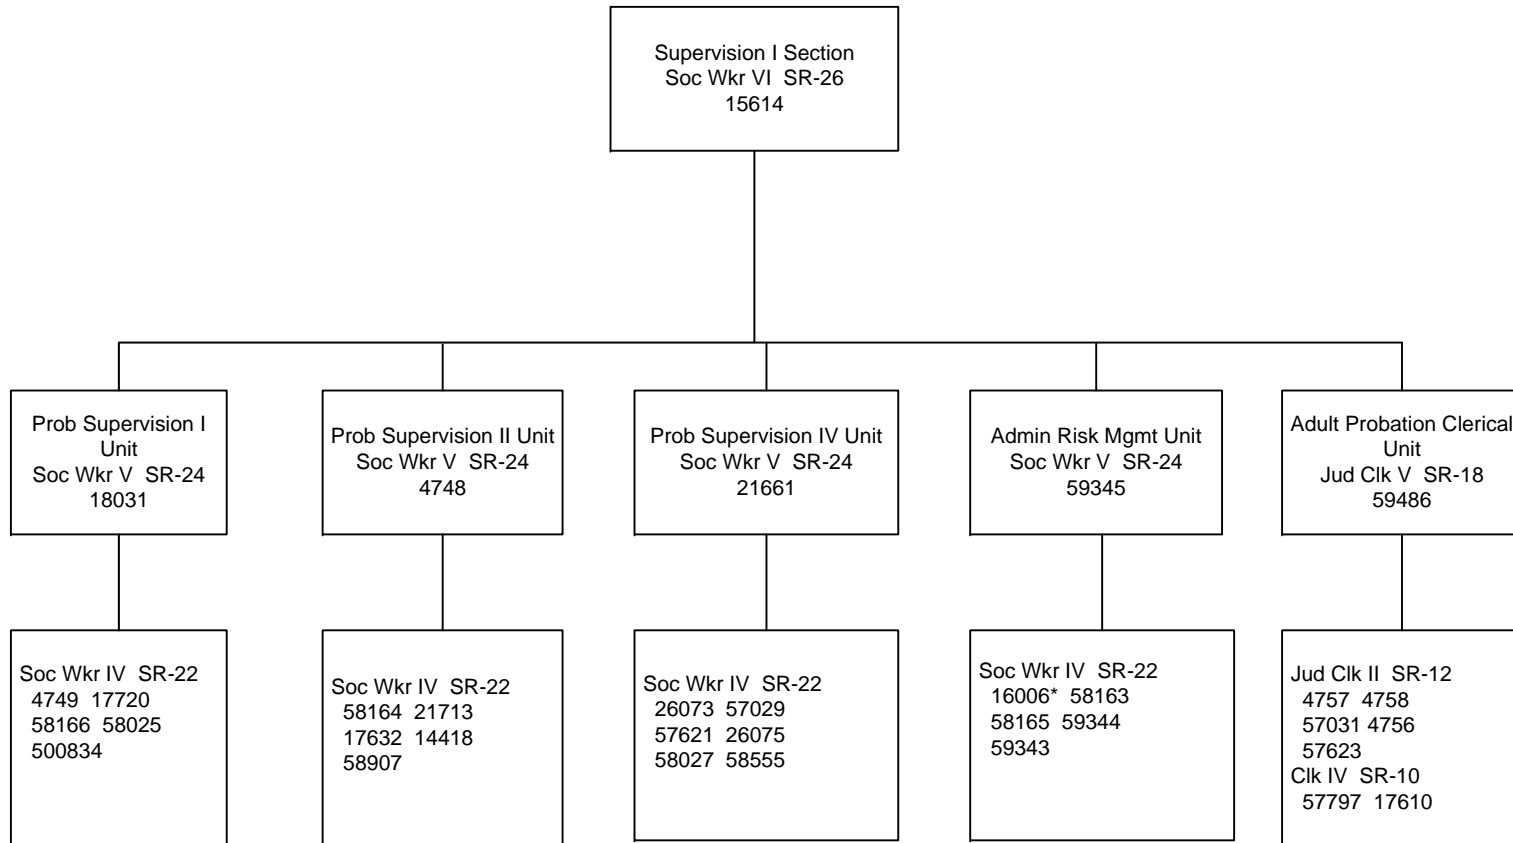 Supervision I Section
Soc Wkr VI  SR-26
15614
Prob Supervision I
Unit
Soc Wkr V  SR-24
18031
Prob Supervision II Unit
Soc Wkr V  SR-24
4748
Prob Supervision IV Unit
Soc Wkr V  SR-24
21661
Admin Risk Mgmt Unit
Soc Wkr V  SR-24
59345
Adult Probation Clerical
Unit
Jud Clk V  SR-18
59486
Soc Wkr IV  SR-22
4749  17720
58166  58025
500834
Soc Wkr IV  SR-22
58164  21713
17632  14418
58907
Soc Wkr IV  SR-22
26073  57029
57621  26075
58027  58555
Soc Wkr IV  SR-22
16006*  58163
58165  59344
59343
Jud Clk II  SR-12
4757  4758
57031 4756
57623
Clk IV  SR-10
57797  17610